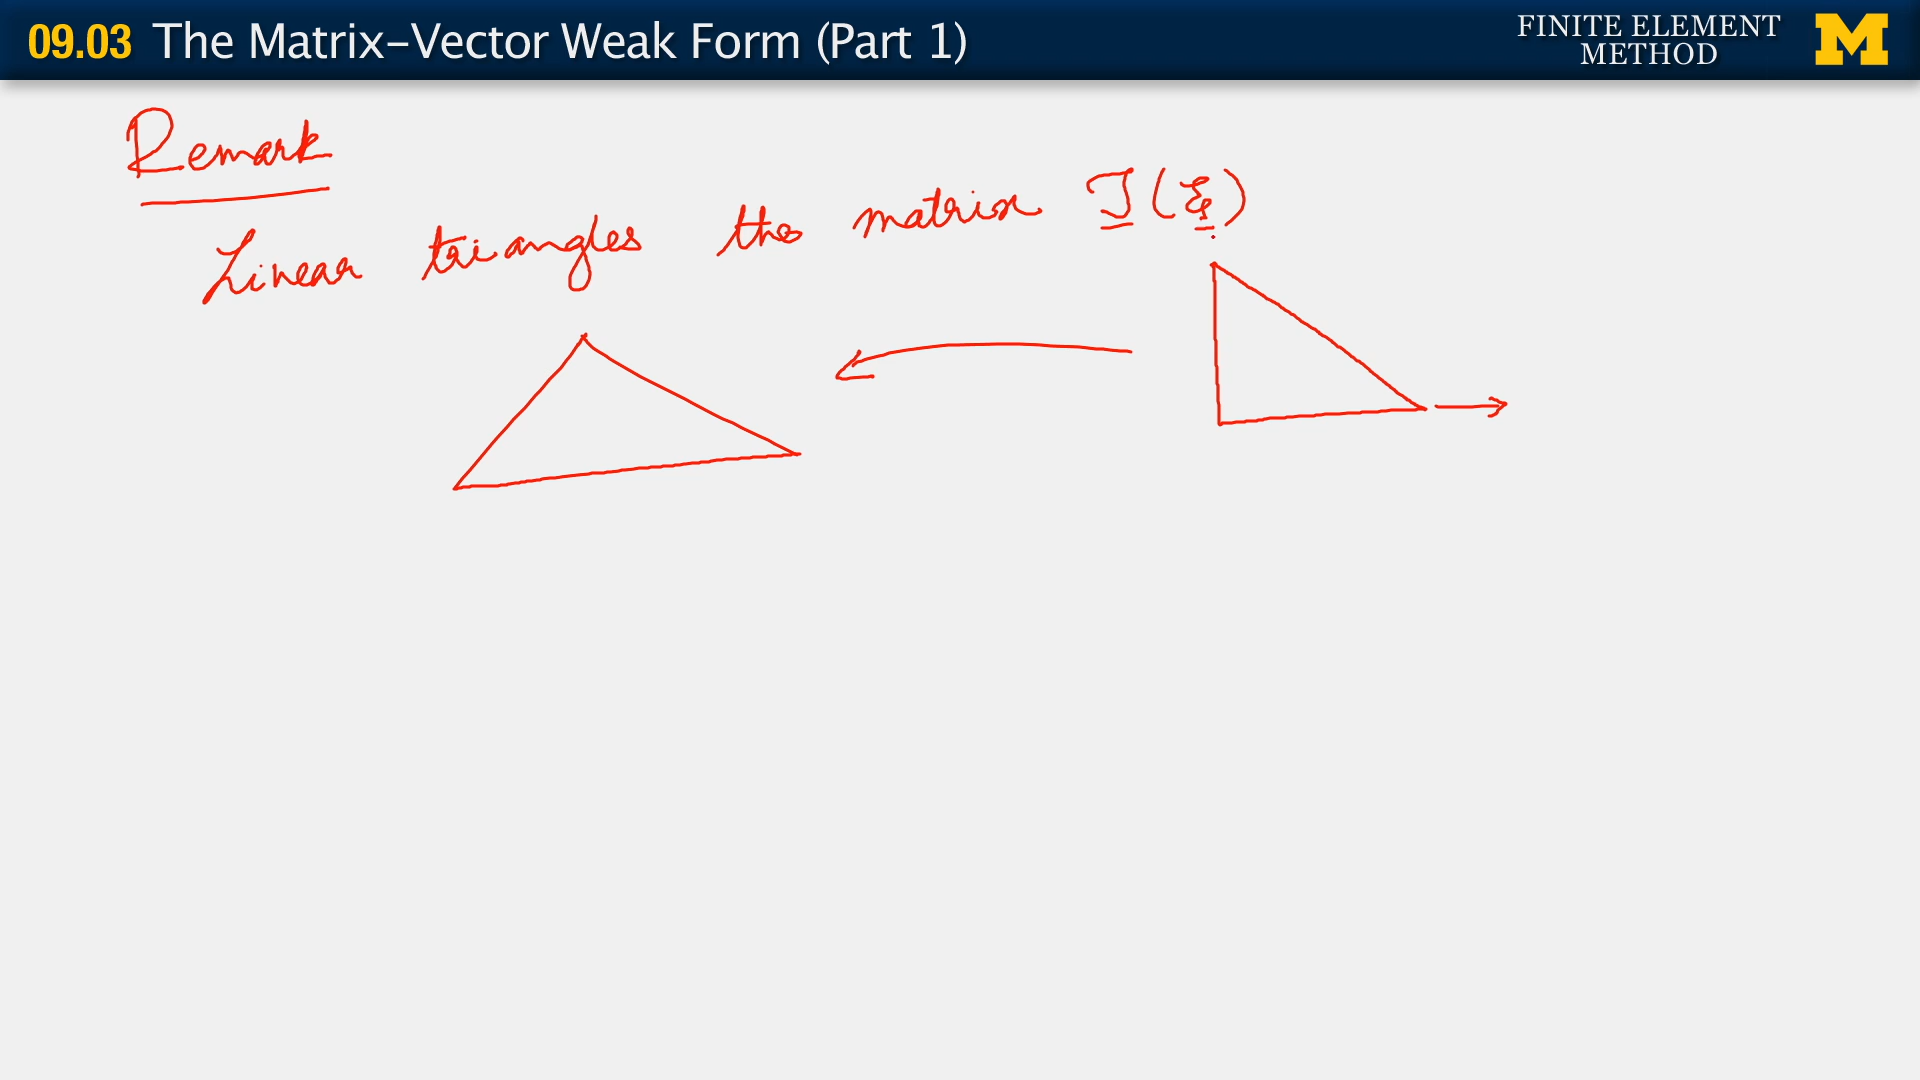 09.03 The Matrix–Vector Weak Form (Part 1)
FINITE ELEMENT
METHOD
M
Remark
Linear triangles the matrix J(ξ)